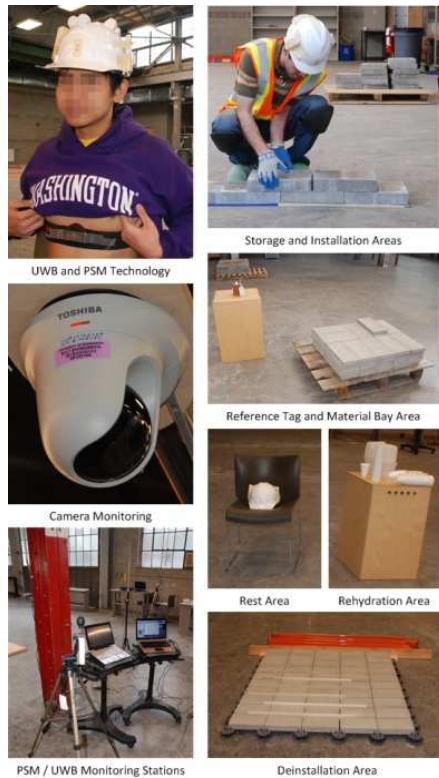 WASHINGTON
UWB and PSM Technology
Storage and Installation Areas
TOSHIBA
Camera Monitoring
Reference Tag and Material Bay Area
Rest Area
Rehydration Area
PSM / UWB Monitoring Stations
Deinstallation Area